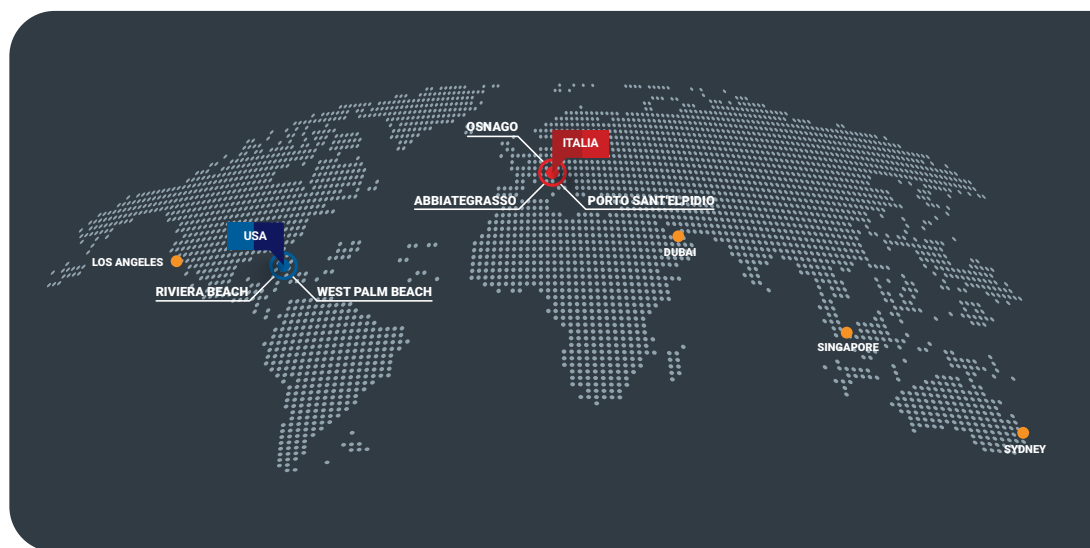 OSNAGO
ITALIA
ABBIATEGRASSO
PORTO SANT'ELPIDIO
USA
LOS ANGELES
DUBAI
RIVIERA BEACH
WEST PALM BEACH
SINGAPORE
SYDNEY